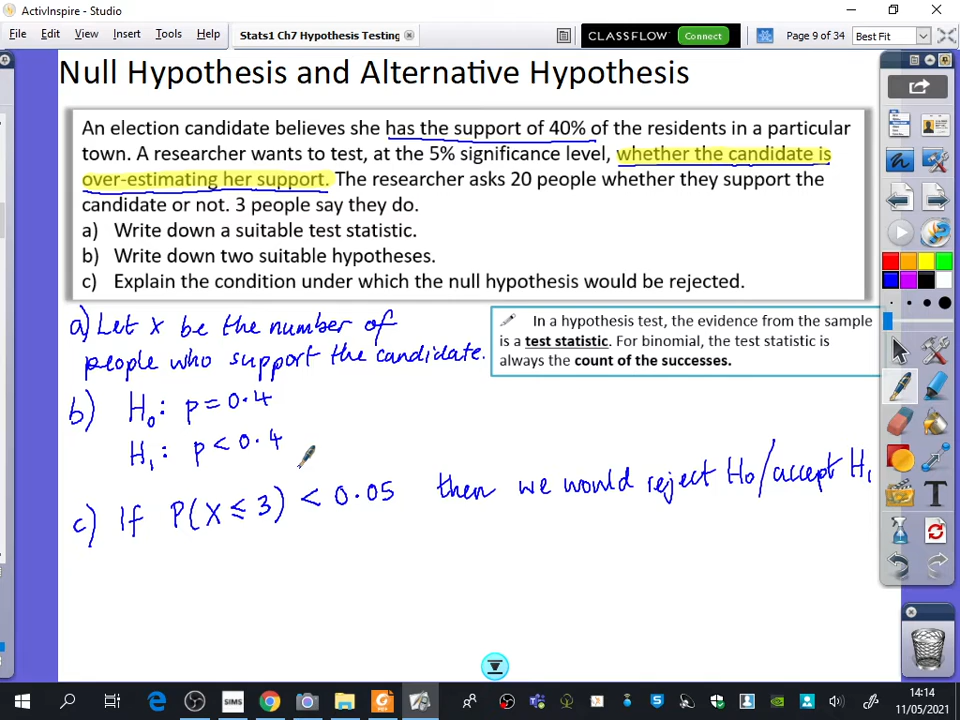 ActivInspire - Studio
File Edit View Insert Tools Help
Stats1 Ch7 Hypothesis Testing
CLASSFLOW Connect
Page 9 of 34
Best Fit
Null Hypothesis and Alternative Hypothesis
An election candidate believes she has the support of 40% of the residents in a particular
town. A researcher wants to test, at the 5% significance level, whether the candidate is
over-estimating her support. The researcher asks 20 people whether they support the
candidate or not. 3 people say they do.
a) Write down a suitable test statistic.
b) Write down two suitable hypotheses.
c) Explain the condition under which the null hypothesis would be rejected.
a) Let X be the number of
people who support the candidate.
In a hypothesis test, the evidence from the sample
is a test statistic. For binomial, the test statistic is
always the count of the successes.
b) H₀: p = 0.4
H₁: p < 0.4
c) If P(X ≤ 3) < 0.05 then we would reject H₀/accept H₁
T
SIMS
14:14
11/05/2021